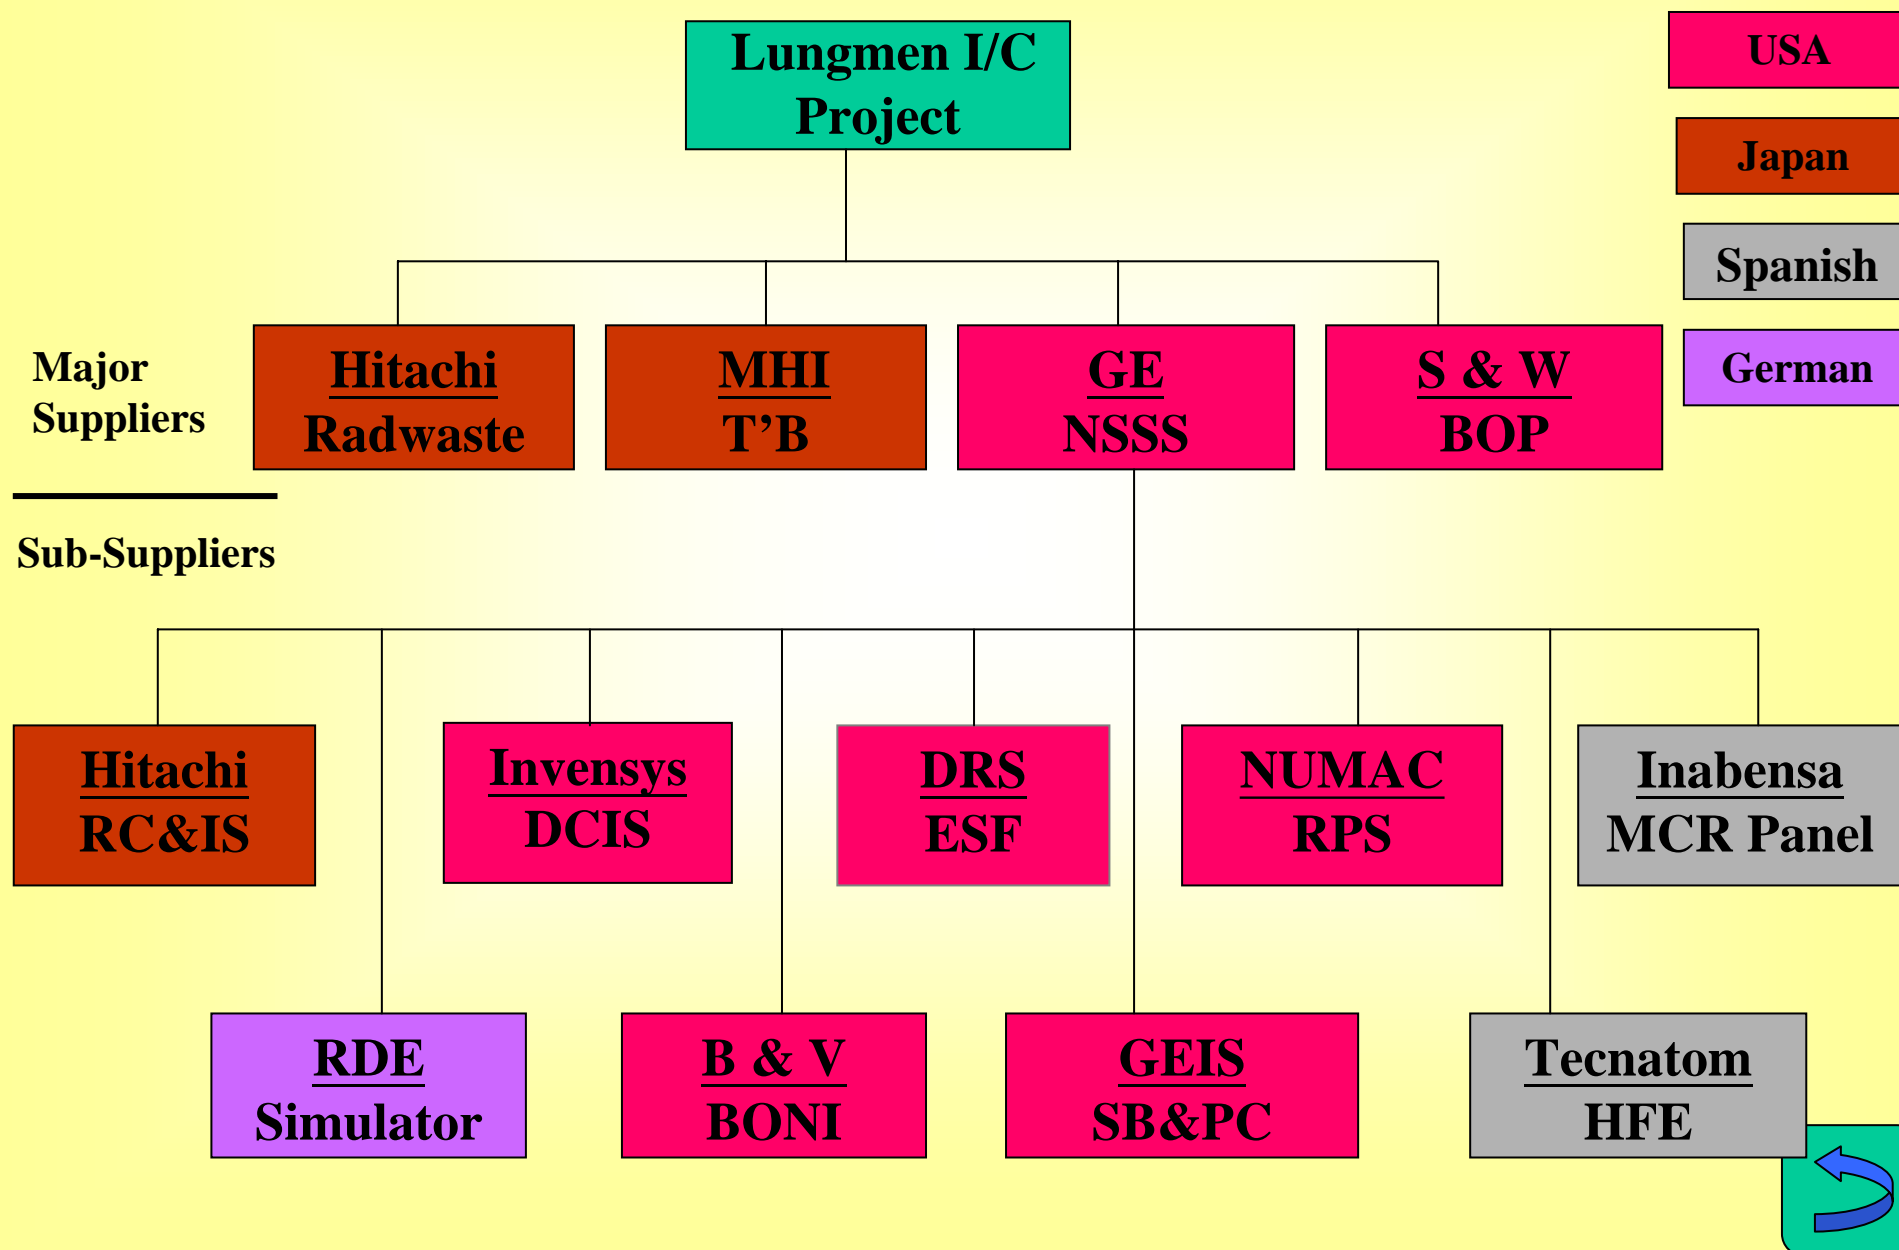 Lungmen I/C
Project
USA
Japan
Spanish
German
Major
Suppliers
Hitachi
Radwaste
MHI
T’B
GE
NSSS
S & W
BOP
Sub-Suppliers
Hitachi
RC&IS
Invensys
DCIS
DRS
ESF
NUMAC
RPS
Inabensa
MCR Panel
RDE
Simulator
B & V
BONI
GEIS
SB&PC
Tecnatom
HFE